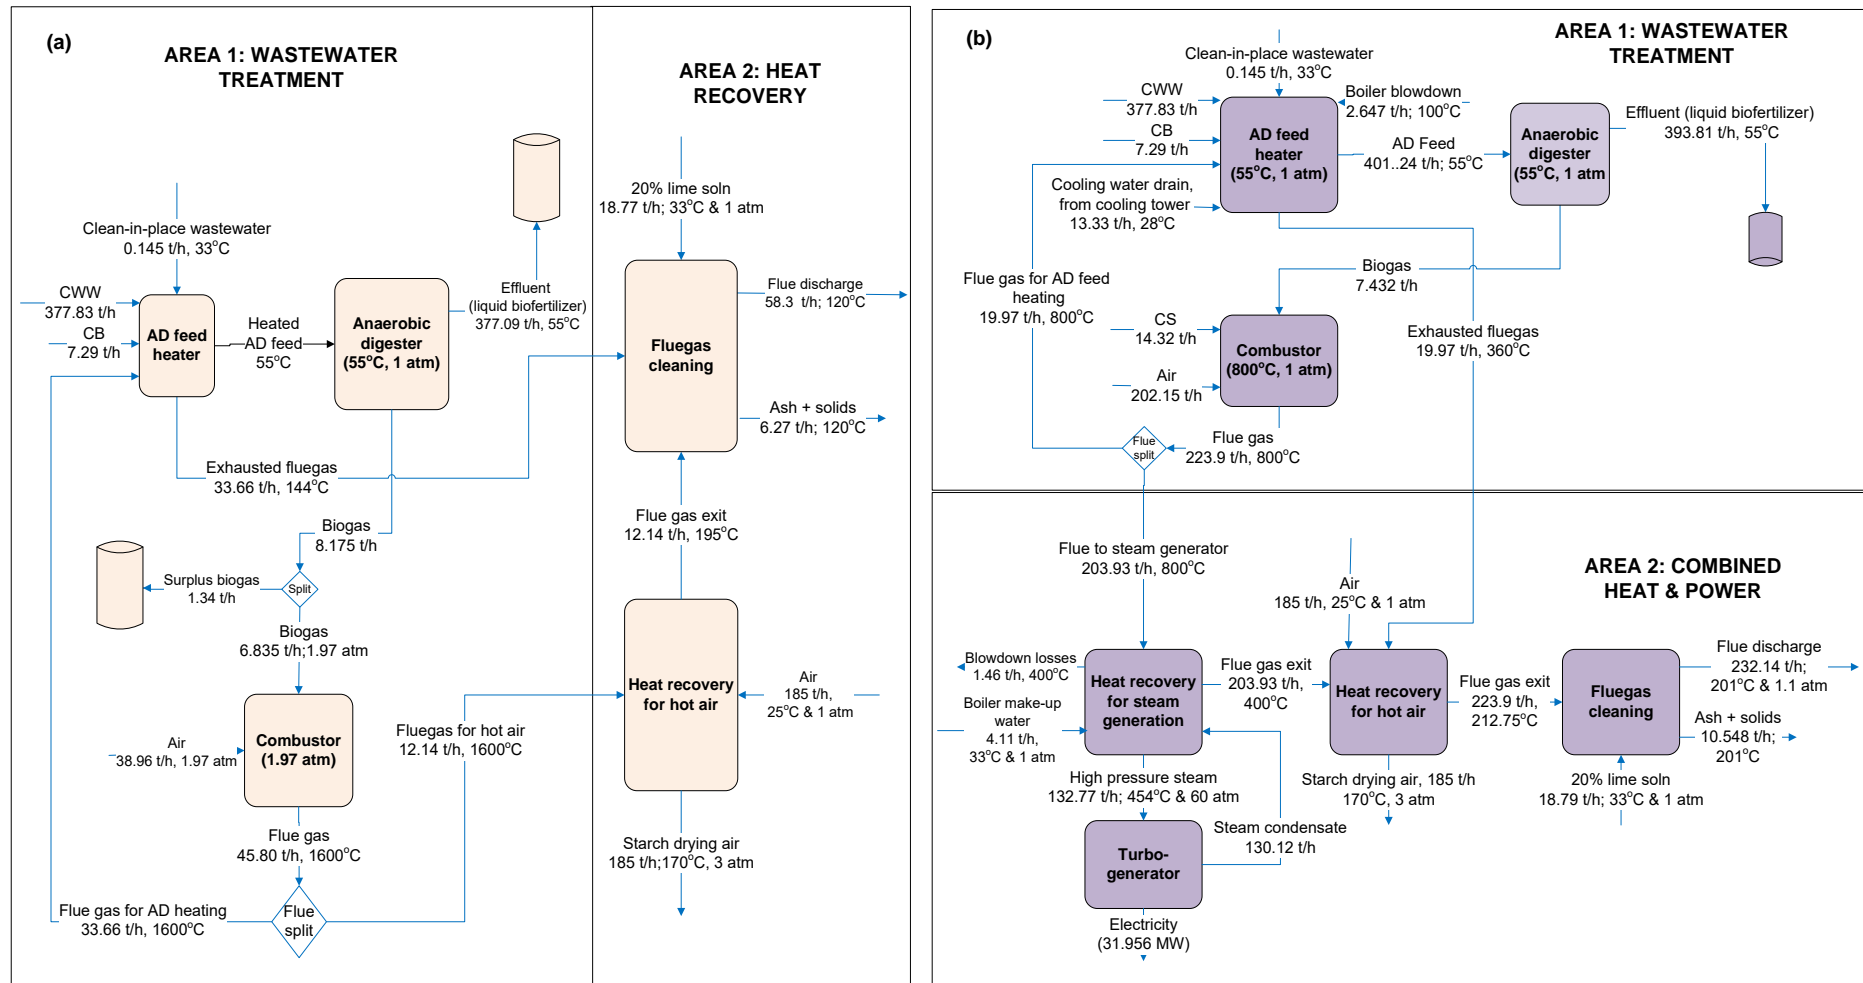 (a)
AREA 1: WASTEWATER
TREATMENT
AREA 2: HEAT
RECOVERY
Clean-in-place wastewater
0.145 t/h, 33°C
CWW
377.83 t/h
CB
7.29 t/h
AD feed
heater
Heated
AD feed
55°C
Anaerobic
digester
(55°C, 1 atm)
Effluent
(liquid biofertilizer)
377.09 t/h, 55°C
20% lime soln
18.77 t/h; 33°C & 1 atm
Fluegas
cleaning
Flue discharge
58.3  t/h; 120°C
Ash + solids
6.27 t/h; 120°C
Exhausted fluegas
33.66 t/h, 144°C
Biogas
8.175 t/h
Surplus biogas
1.34 t/h
Split
Biogas
6.835 t/h;1.97 atm
Flue gas exit
12.14 t/h, 195°C
Heat recovery
for hot air
Air
185 t/h,
25°C & 1 atm
Air
38.96 t/h, 1.97 atm
Combustor
(1.97 atm)
Fluegas for hot air
12.14 t/h, 1600°C
Flue gas
45.80 t/h, 1600°C
Starch drying air
185 t/h;170°C, 3 atm
Flue gas for AD heating
33.66 t/h, 1600°C
Flue
split
(b)
AREA 1: WASTEWATER
TREATMENT
Clean-in-place wastewater
0.145 t/h, 33°C
CWW
377.83 t/h
CB
7.29 t/h
AD feed
heater
(55°C, 1 atm)
Boiler blowdown
2.647 t/h; 100°C
AD Feed
401..24 t/h; 55°C
Anaerobic
digester
(55°C, 1 atm
Effluent (liquid biofertilizer)
393.81 t/h, 55°C
Cooling water drain,
from cooling tower
13.33 t/h, 28°C
Flue gas for AD feed
heating
19.97 t/h, 800°C
Biogas
7.432 t/h
CS
14.32 t/h
Air
202.15 t/h
Combustor
(800°C, 1 atm)
Exhausted fluegas
19.97 t/h, 360°C
Flue
split
Flue gas
223.9 t/h, 800°C
Flue to steam generator
203.93 t/h, 800°C
Air
185 t/h, 25°C & 1 atm
AREA 2: COMBINED
HEAT & POWER
Blowdown losses
1.46 t/h, 400°C
Boiler make-up
water
4.11 t/h,
33°C & 1 atm
Heat recovery
for steam
generation
Flue gas exit
203.93 t/h,
400°C
Heat recovery
for hot air
Flue gas exit
223.9 t/h,
212.75°C
Fluegas
cleaning
Flue discharge
232.14 t/h;
201°C & 1.1 atm
Ash + solids
10.548 t/h;
201°C
High pressure steam
132.77 t/h; 454°C & 60 atm
Starch drying air, 185 t/h
170°C, 3 atm
20% lime soln
18.79 t/h; 33°C & 1 atm
Turbo-
generator
Steam condensate
130.12 t/h
Electricity
(31.956 MW)